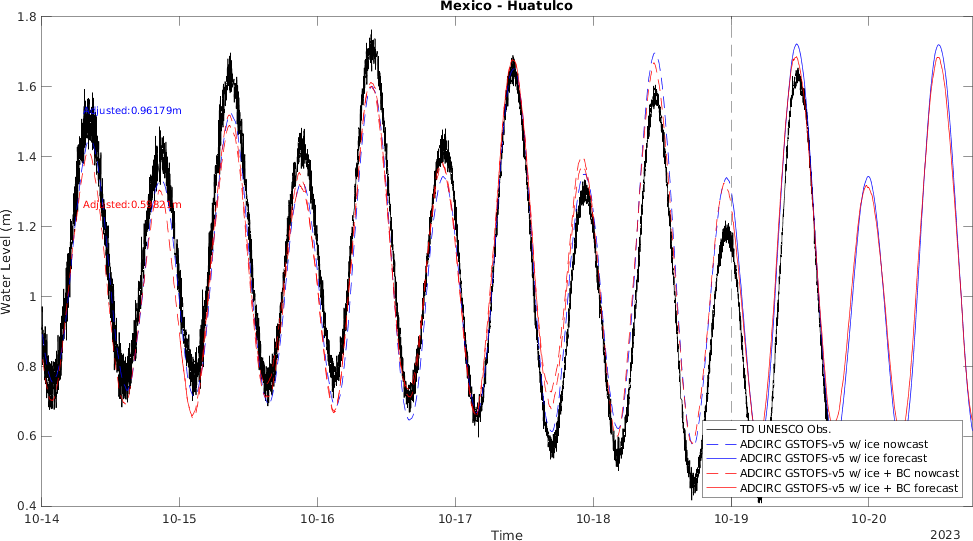 Mexico - Huatulco
1.8
1.6
1.4
1.2
1
0.8
0.6
0.4
Water Level (m)
Adjusted:0.96179m
TD UNESCO Obs.
ADCIRC GSTOFS-v5 w/ ice nowcast
ADCIRC GSTOFS-v5 w/ ice forecast
ADCIRC GSTOFS-v5 w/ ice + BC nowcast
ADCIRC GSTOFS-v5 w/ ice + BC forecast
10-14
10-15
10-16
10-17
10-18
10-19
10-20
Time
2023